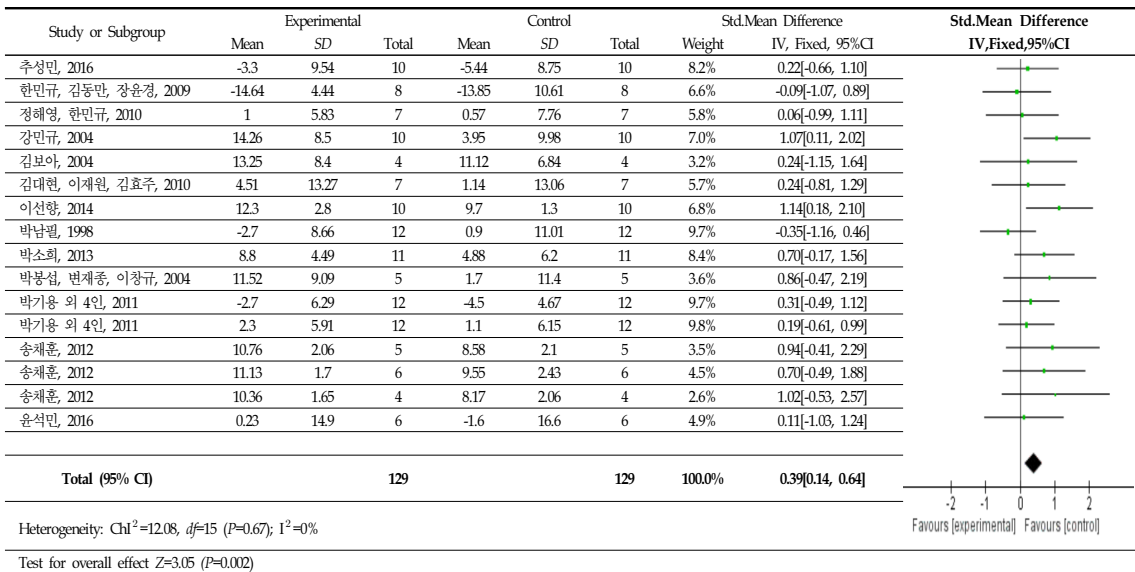 Study or Subgroup Experimental Control Std.Mean Difference Std.Mean Difference
Mean SD Total Mean SD Total Weight IV, Fixed, 95%CI IV,Fixed,95%CI
추성민, 2016 -3.3 9.54 10 -5.44 8.75 10 8.2% 0.22[-0.66, 1.10]
한민규, 김동만, 장윤경, 2009 -14.64 4.44 8 -13.85 10.61 8 6.6% -0.09[-1.07, 0.89]
정해영, 한민규, 2010 1 5.83 7 0.57 7.76 7 5.8% 0.06[-0.99, 1.11]
강민규, 2004 14.26 8.5 10 3.95 9.98 10 7.0% 1.07[0.11, 2.02]
김보아, 2004 13.25 8.4 4 11.12 6.84 4 3.2% 0.24[-1.15, 1.64]
김대현, 이재원, 김효주, 2010 4.51 13.27 7 1.14 13.06 7 5.7% 0.24[-0.81, 1.29]
이선향, 2014 12.3 2.8 10 9.7 1.3 10 6.8% 1.14[0.18, 2.10]
박남필, 1998 -2.7 8.66 12 0.9 11.01 12 9.7% -0.35[-1.16, 0.46]
박소희, 2013 8.8 4.49 11 4.88 6.2 11 8.4% 0.70[-0.17, 1.56]
박봉섭, 변재종, 이창규, 2004 11.52 9.09 5 1.7 11.4 5 3.6% 0.86[-0.47, 2.19]
박기용 외 4인, 2011 -2.7 6.29 12 -4.5 4.67 12 9.7% 0.31[-0.49, 1.12]
박기용 외 4인, 2011 2.3 5.91 12 1.1 6.15 12 9.8% 0.19[-0.61, 0.99]
송채훈, 2012 10.76 2.06 5 8.58 2.1 5 3.5% 0.94[-0.41, 2.29]
송채훈, 2012 11.13 1.7 6 9.55 2.43 6 4.5% 0.70[-0.49, 1.88]
송채훈, 2012 10.36 1.65 4 8.17 2.06 4 2.6% 1.02[-0.53, 2.57]
윤석민, 2016 0.23 14.9 6 -1.6 16.6 6 4.9% 0.11[-1.03, 1.24]
Total (95% CI) 129 129 100.0% 0.39[0.14, 0.64]
-2 -1 0 1 2
Heterogeneity: ChI²=12.08, df=15 (P=0.67); I²=0% Favours [experimental] Favours [control]
Test for overall effect Z=3.05 (P=0.002)